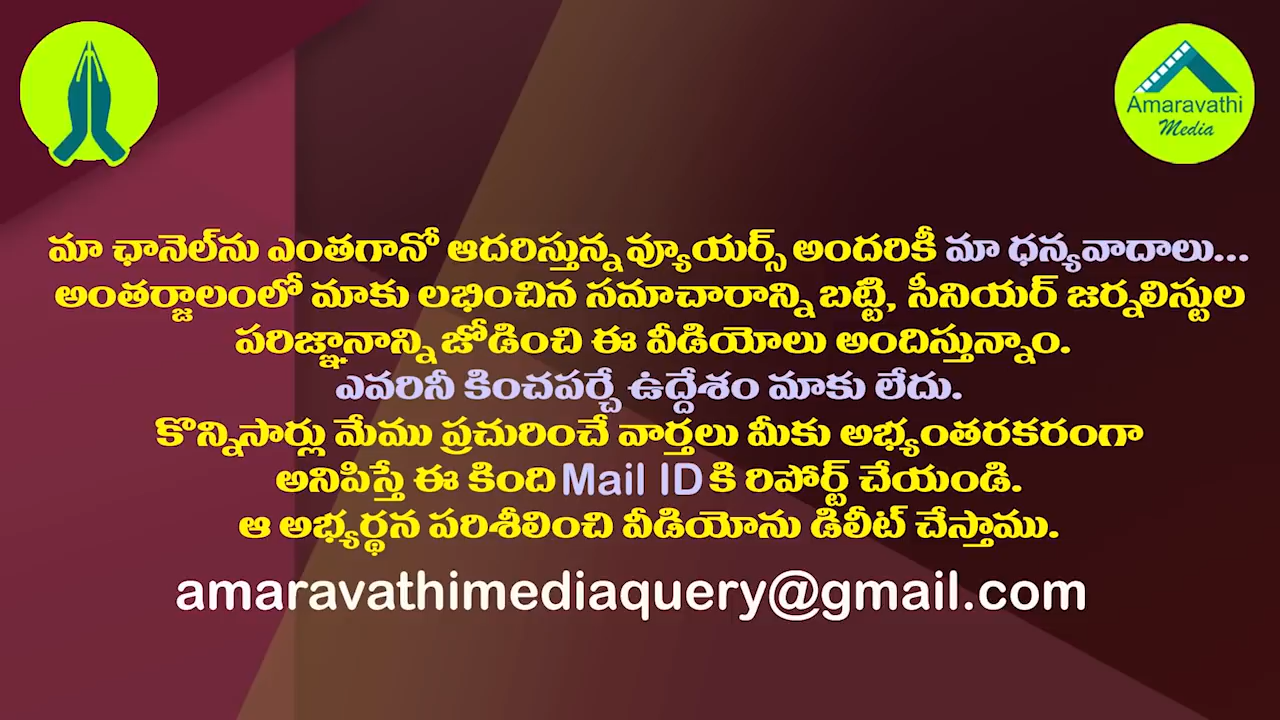 Amaravathi
Media
మా ఛానెల్‌ను ఎంతగానో ఆదరిస్తున్న వ్యూయర్స్ అందరికీ మా ధన్యవాదాలు...
అంతర్జాలంలో మాకు లభించిన సమాచారాన్ని బట్టి, సీనియర్ జర్నలిస్టుల
పరిజ్ఞానాన్ని జోడించి ఈ వీడియోలు అందిస్తున్నాం.
ఎవరినీ కించపర్చే ఉద్దేశం మాకు లేదు.
కొన్నిసార్లు మేము ప్రచురించే వార్తలు మీకు అభ్యంతరకరంగా
అనిపిస్తే ఈ కింది Mail ID కి రిపోర్ట్ చేయండి.
ఆ అభ్యర్థన పరిశీలించి వీడియోను డిలీట్ చేస్తాము.
amaravathimediaquery@gmail.com